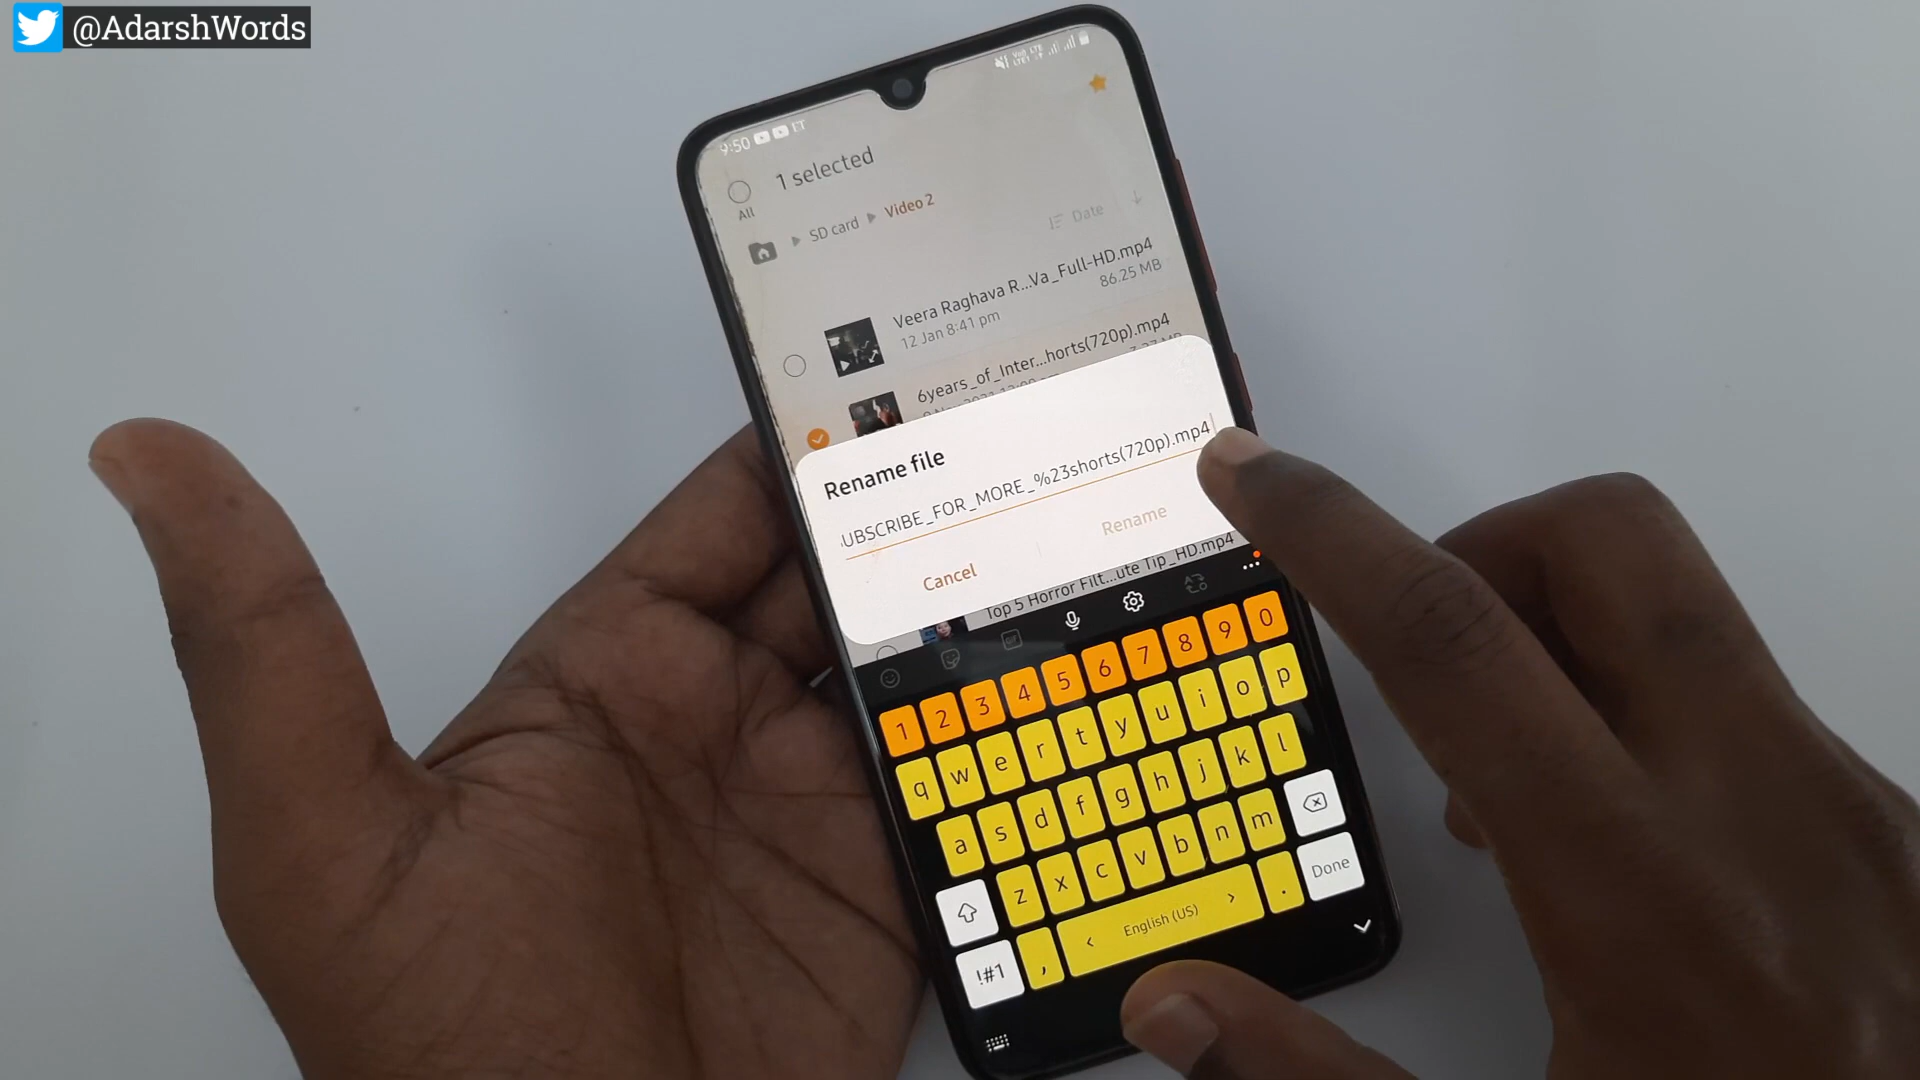 @AdarshWords
9:50
1 selected
All
SD card Video 2
Date
Veera Raghava R...Va_Full-HD.mp4
12 Jan 8:41 pm
86.25 MB
6years_of_Inter...horts(720p).mp4
Rename file
UBSCRIBE_FOR_MORE_%23shorts(720p).mp4
Cancel
Rename
Top 5 Horror Filt...ute Tip_HD.mp4
GIF
1 2 3 4 5 6 7 8 9 0
q w e r t y u i o p
a s d f g h j k l
z x c v b n m
!#1 , < English (US) > . Done